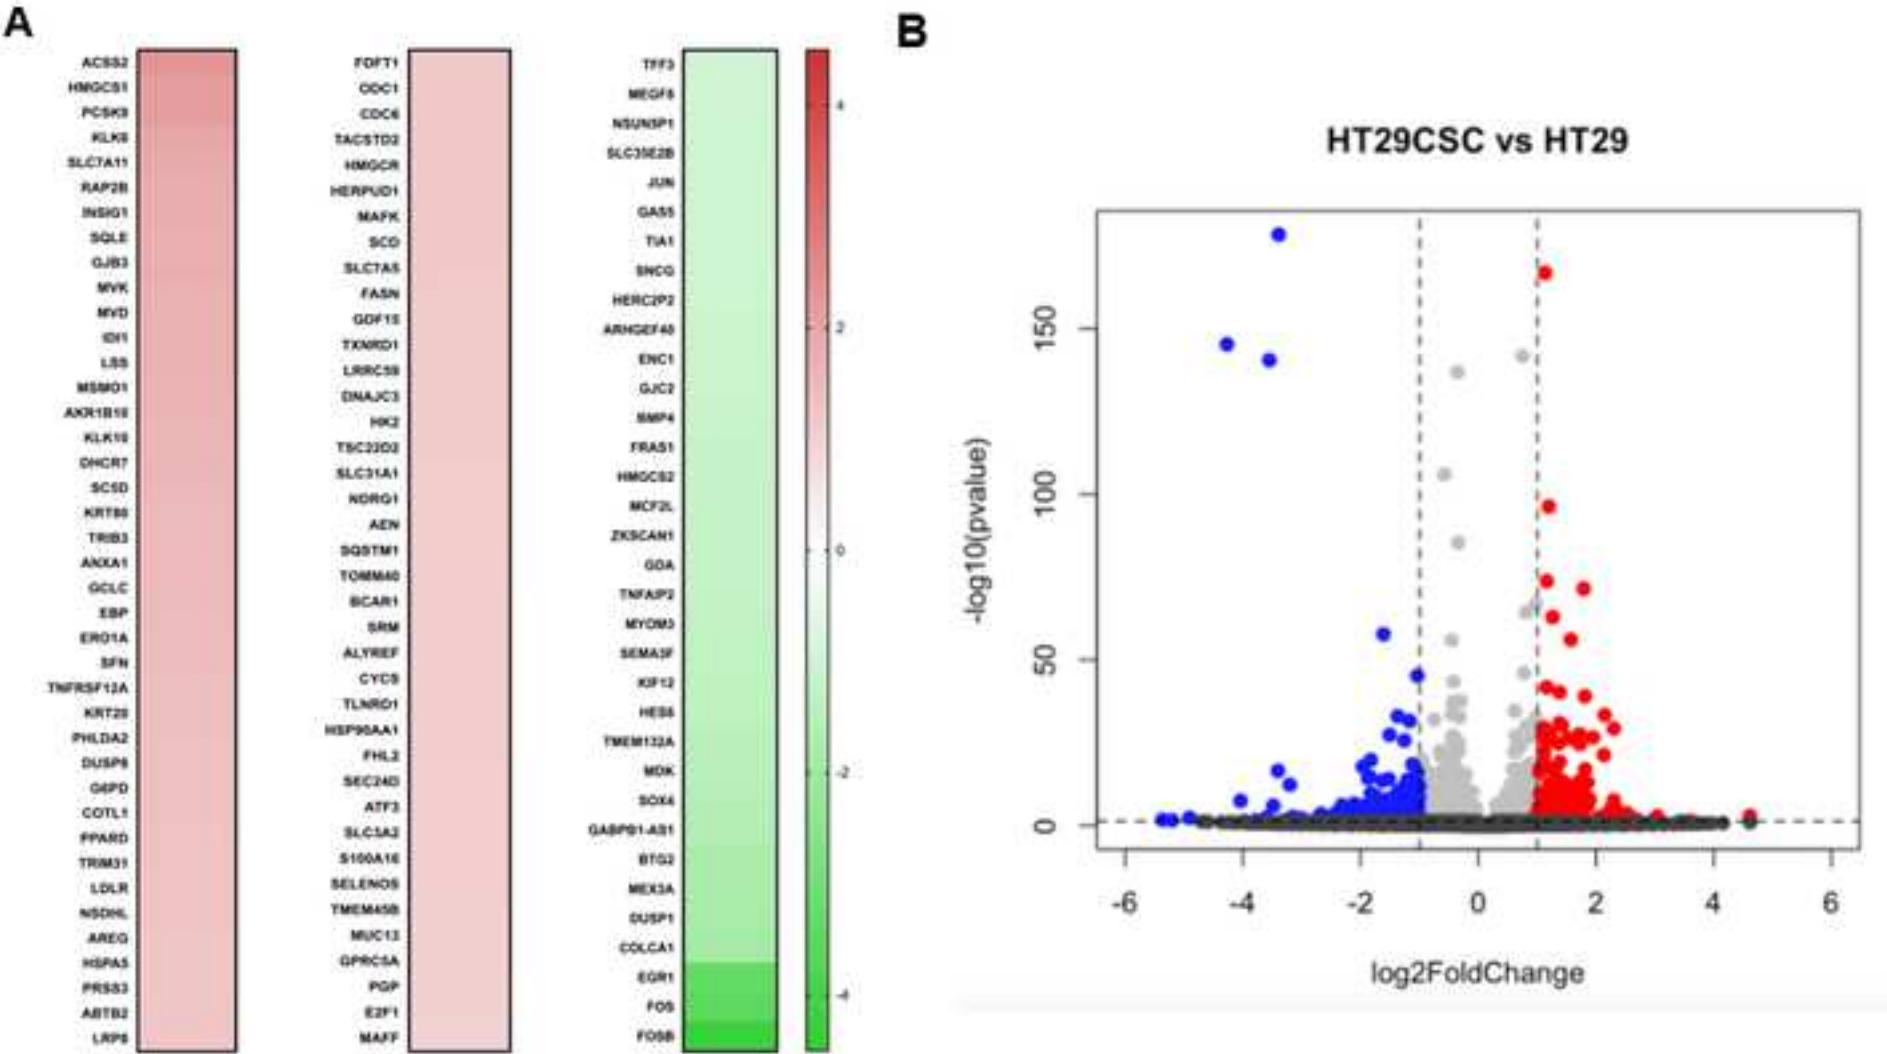 A
ACSS2
HMGCS1
PCSK9
KLK6
SLC7A11
RAP2B
INSIG1
SQLE
GJB3
MVK
MVD
IDI1
LSS
MSMO1
AKR1B10
KLK10
DHCR7
SC5D
KRT80
TRIB3
ANXA1
GCLC
EBP
ERO1A
SFN
TNFRSF12A
KRT20
PHLDA2
DUSP5
G6PD
COTL1
PPARD
TRIM31
LDLR
NSDHL
AREG
HSPA5
PRSS3
ABTB2
LRP8
FDFT1
ODC1
CDC6
TACSTD2
HMGCR
HERPUD1
MAFK
SCD
SLC7A5
FASN
GDF15
TXNRD1
LRRC59
DNAJC3
HK2
TSC22D2
SLC31A1
NDRG1
AEN
SQSTM1
TOMM40
BCAR1
SRM
ALYREF
CYCS
TLNRD1
HSP90AA1
FHL2
SEC24D
ATF3
SLC3A2
S100A16
SELENOS
TMEM45B
MUC13
GPRC5A
PGP
E2F1
MAFF
TFF3
MEGF8
NSUN5P1
SLC35E2B
JUN
GAS5
TIA1
SNCG
HERC2P2
ARHGEF40
ENC1
GJC2
BMP4
FRAS1
HMGCS2
MCF2L
ZKSCAN1
GDA
TNFAIP2
MYOM3
SEMA3F
KIF12
HES6
TMEM132A
MDK
SOX4
GABPB1-AS1
BTG2
MEX3A
DUSP1
COLCA1
EGR1
FOS
FOSB
4
2
0
-2
-4
B
HT29CSC vs HT29
-log10(pvalue)
150
100
50
0
-6 -4 -2 0 2 4 6
log2FoldChange